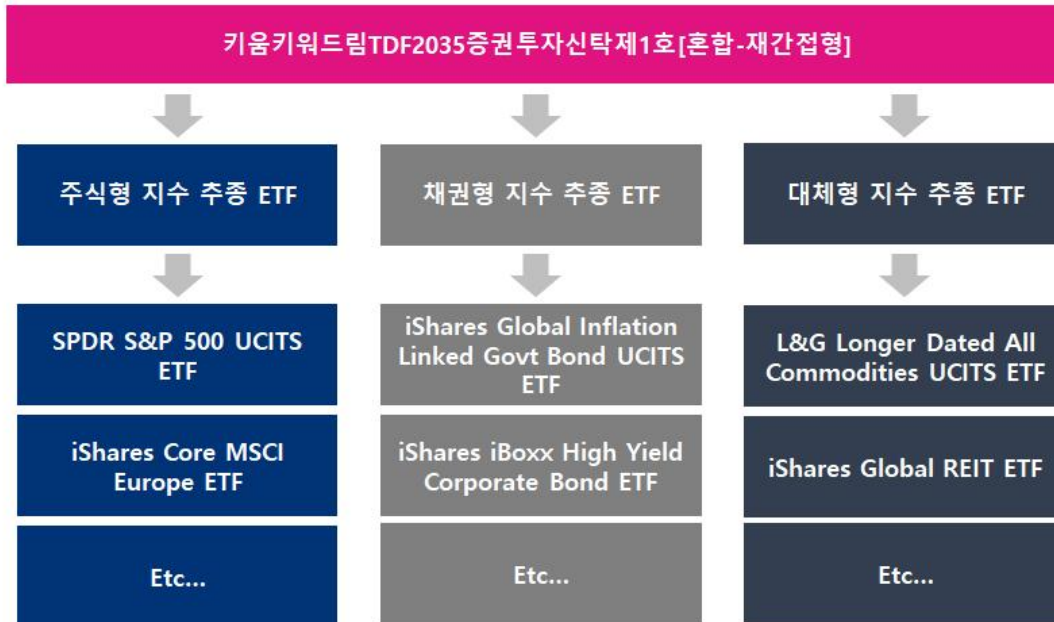 키움키워드림TDF2035증권투자신탁제1호[혼합-재간접형]
주식형 지수 추종 ETF
채권형 지수 추종 ETF
대체형 지수 추종 ETF
SPDR S&P 500 UCITS
ETF
iShares Global Inflation
Linked Govt Bond UCITS
ETF
L&G Longer Dated All
Commodities UCITS ETF
iShares Core MSCI
Europe ETF
iShares iBoxx High Yield
Corporate Bond ETF
iShares Global REIT ETF
Etc...
Etc...
Etc...